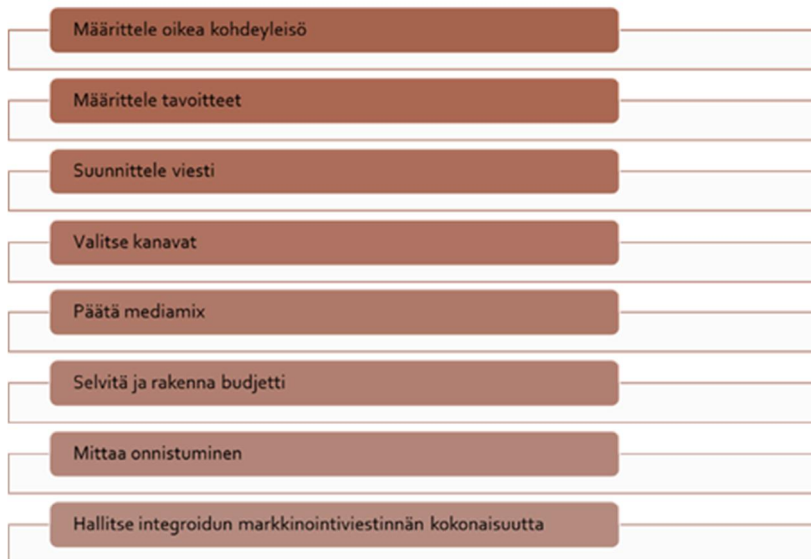 Määrittele oikea kohdeyleisö
Määrittele tavoitteet
Suunnittele viesti
Valitse kanavat
Päätä mediamix
Selvitä ja rakenna budjetti
Mittaa onnistuminen
Hallitse integroidun markkinointiviestinnän kokonaisuutta